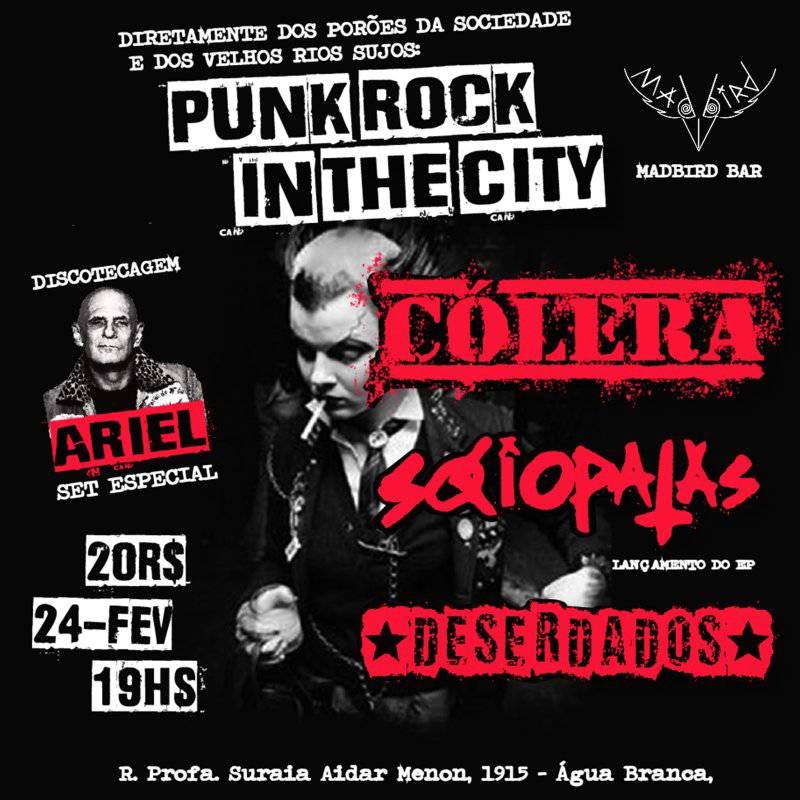 DIRETAMENTE DOS PORÕES DA SOCIEDADE
E DOS VELHOS RIOS SUJOS:
PUNK ROCK
IN THE CITY
MADBIRD
MADBIRD BAR
DISCOTECAGEM
ARIEL
SET ESPECIAL
CÓLERA
SOCIOPATAS
LANÇAMENTO DO EP
DESERDADOS
20R$
24-FEV
19HS
R. Profa. Suraia Aidar Menon, 1915 - Água Branca,